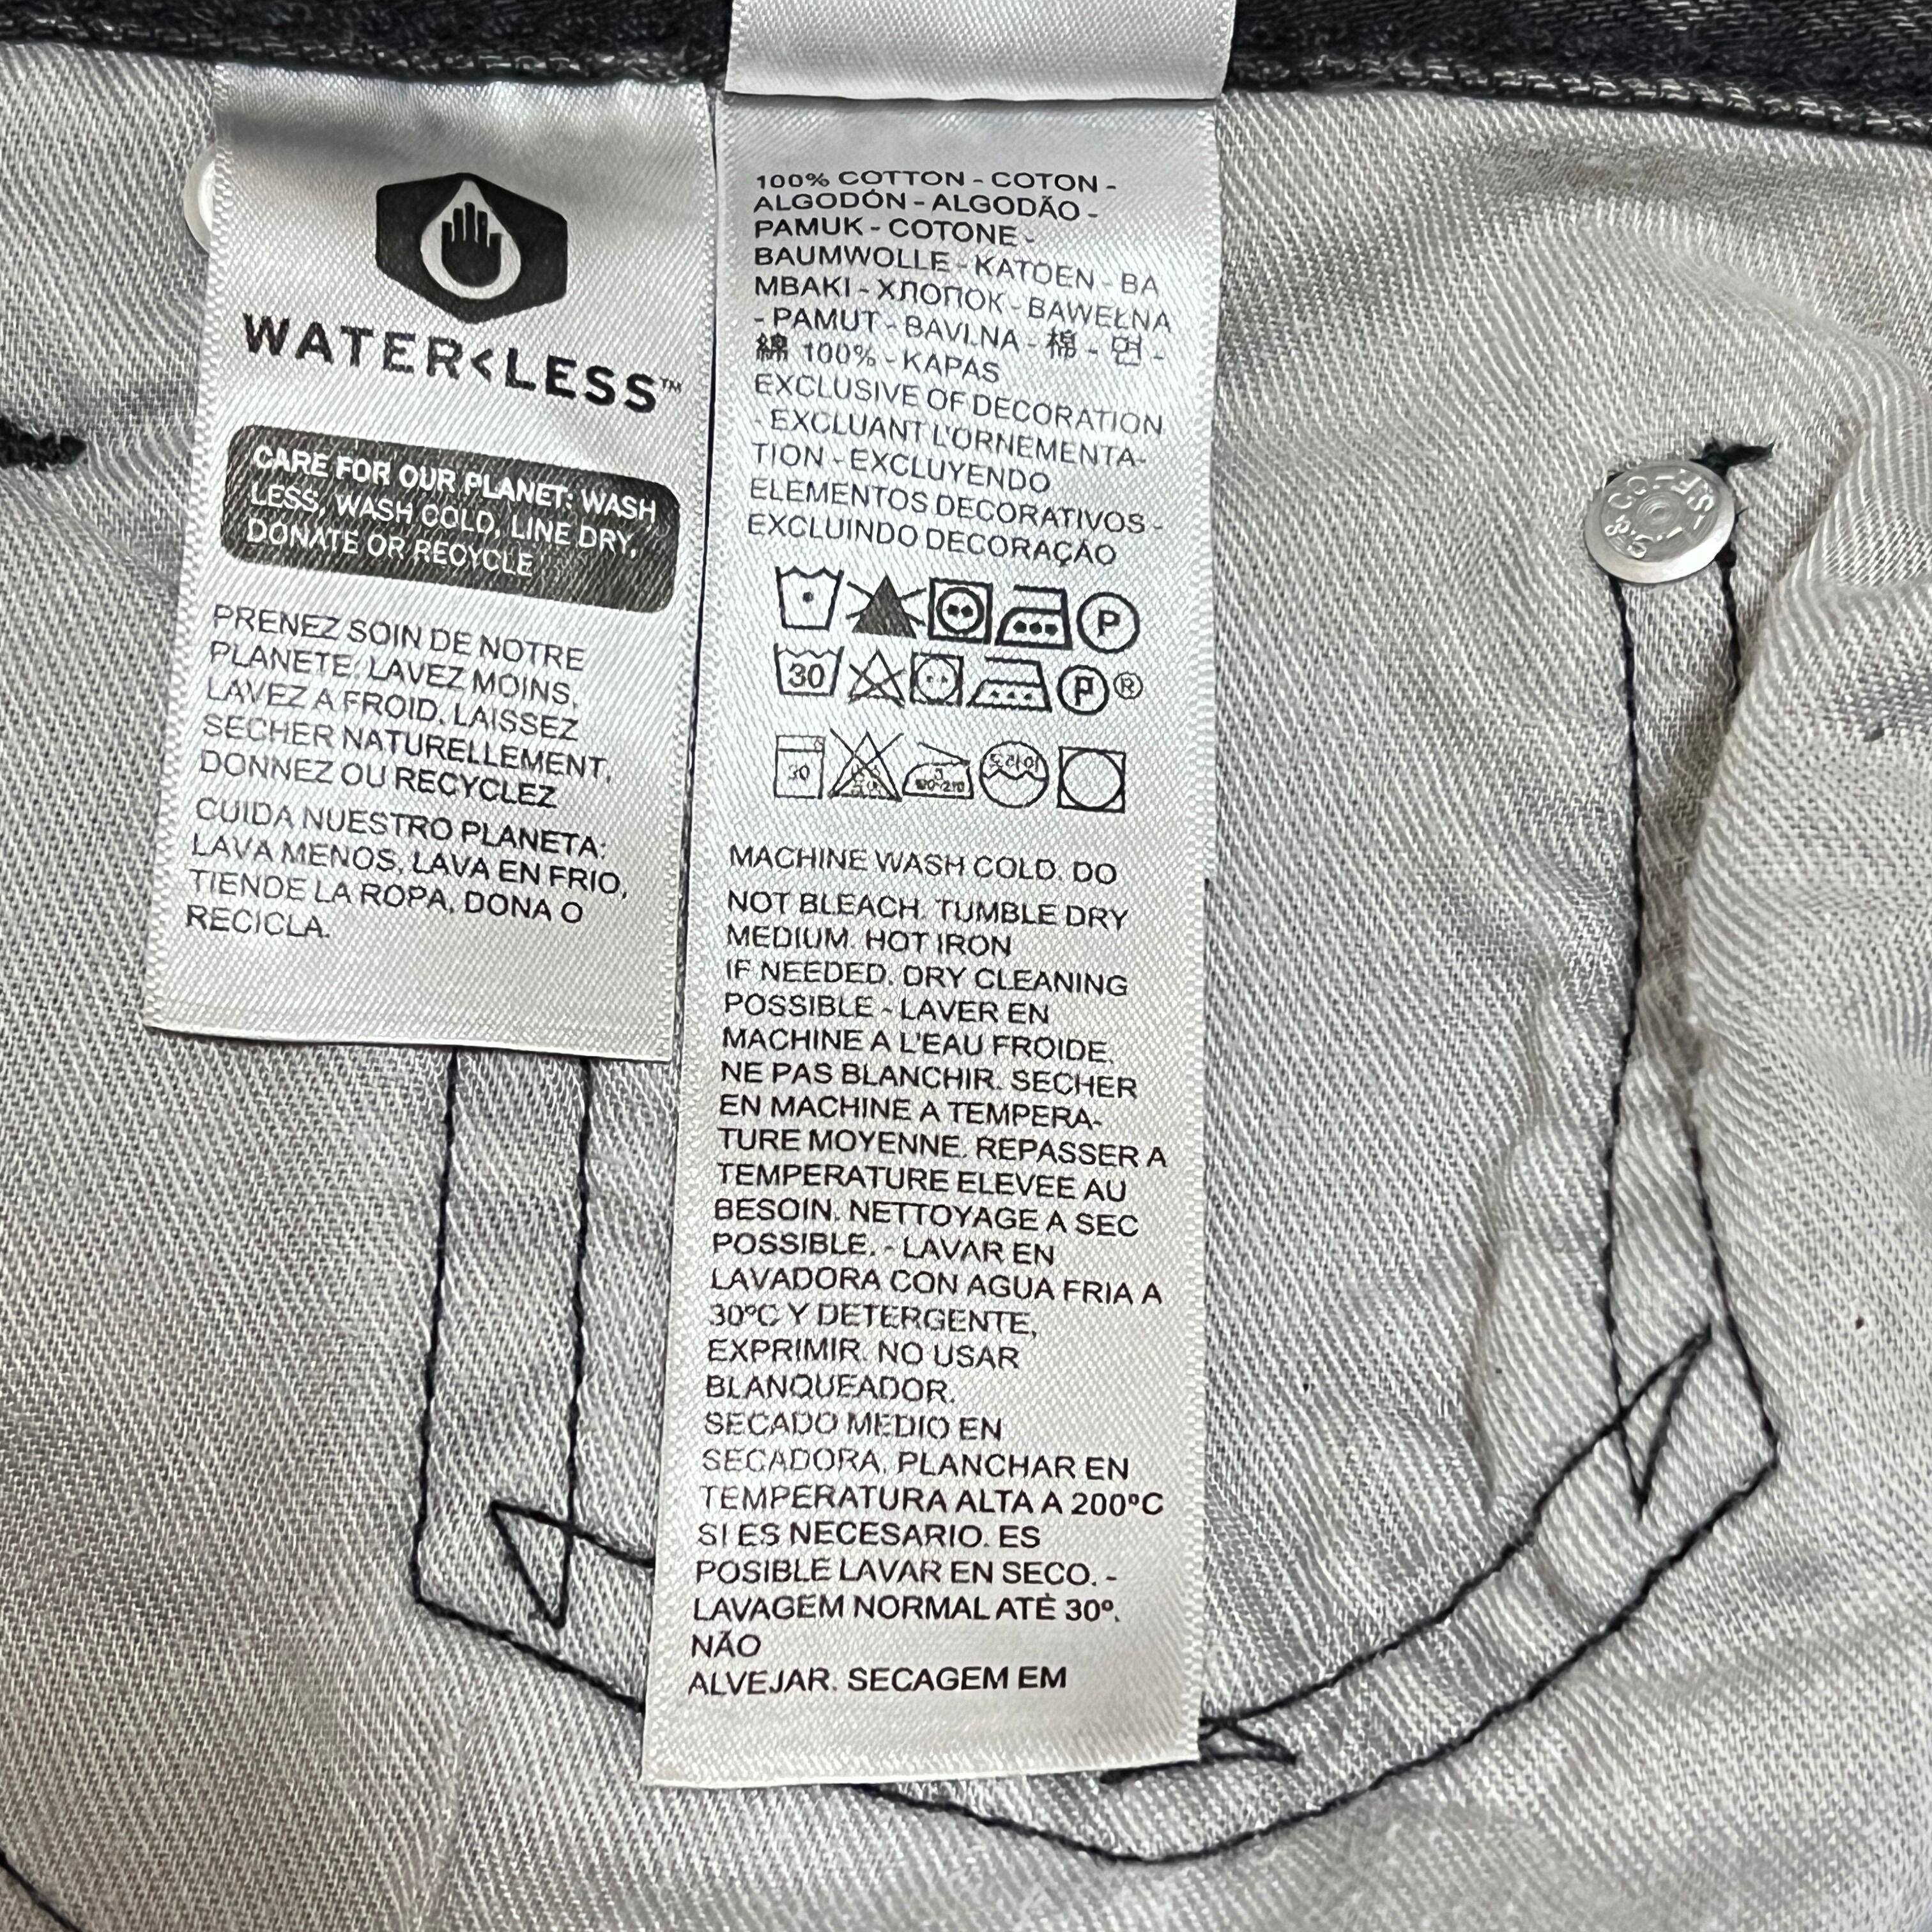 WATER<LESS™
CARE FOR OUR PLANET: WASH
LESS, WASH COLD, LINE DRY,
DONATE OR RECYCLE
PRENEZ SOIN DE NOTRE
PLANETE: LAVEZ MOINS,
LAVEZ A FROID, LAISSEZ
SECHER NATURELLEMENT,
DONNEZ OU RECYCLEZ
CUIDA NUESTRO PLANETA:
LAVA MENOS, LAVA EN FRIO,
TIENDE LA ROPA, DONA O
RECICLA.
100% COTTON - COTON -
ALGODÓN - ALGODÃO -
PAMUK - COTONE -
BAUMWOLLE - KATOEN - BA
MBAKI - ХЛОПОК - BAWEŁNA
- PAMUT - BAVLNA - 棉 - 면 -
綿 100% - KAPAS
EXCLUSIVE OF DECORATION
- EXCLUANT L'ORNEMENTA-
TION - EXCLUYENDO
ELEMENTOS DECORATIVOS -
EXCLUINDO DECORAÇÃO
P
30 P ®
30 드라이
MACHINE WASH COLD. DO
NOT BLEACH. TUMBLE DRY
MEDIUM. HOT IRON
IF NEEDED. DRY CLEANING
POSSIBLE - LAVER EN
MACHINE A L'EAU FROIDE.
NE PAS BLANCHIR. SECHER
EN MACHINE A TEMPERA-
TURE MOYENNE. REPASSER A
TEMPERATURE ELEVEE AU
BESOIN. NETTOYAGE A SEC
POSSIBLE. - LAVAR EN
LAVADORA CON AGUA FRIA A
30ºC Y DETERGENTE,
EXPRIMIR. NO USAR
BLANQUEADOR.
SECADO MEDIO EN
SECADORA. PLANCHAR EN
TEMPERATURA ALTA A 200ºC
SI ES NECESARIO. ES
POSIBLE LAVAR EN SECO. -
LAVAGEM NORMAL ATÉ 30º.
NÃO
ALVEJAR. SECAGEM EM